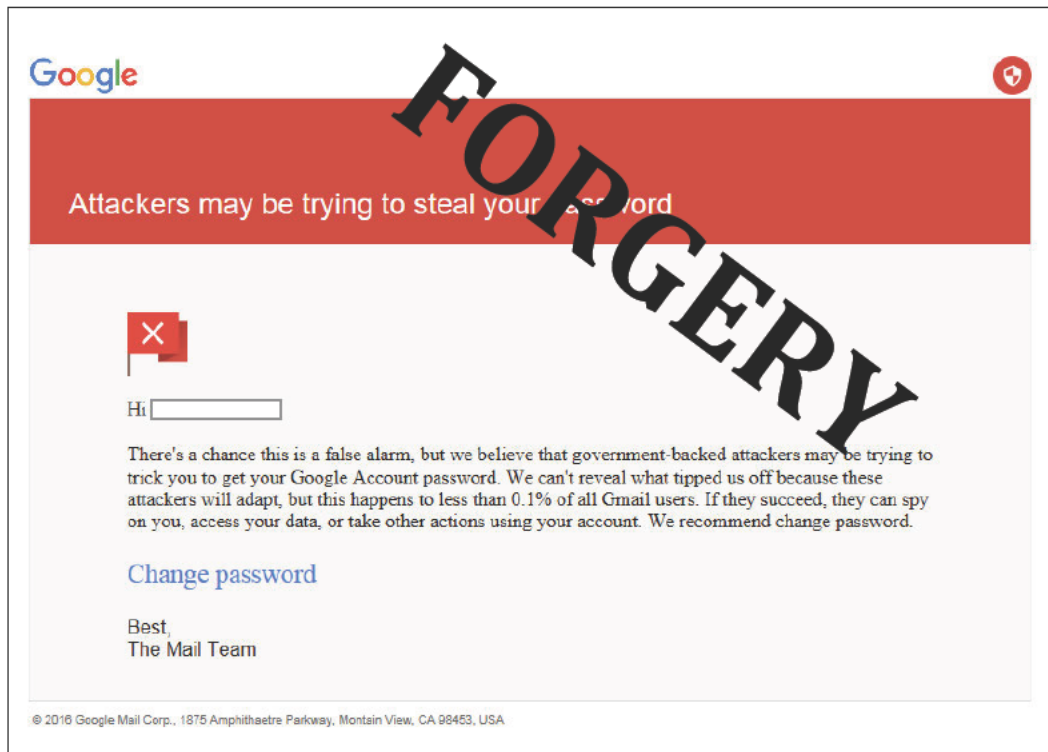 Google
Attackers may be trying to steal your password
FORGERY
Hi
There's a chance this is a false alarm, but we believe that government-backed attackers may be trying to
trick you to get your Google Account password. We can't reveal what tipped us off because these
attackers will adapt, but this happens to less than 0.1% of all Gmail users. If they succeed, they can spy
on you, access your data, or take other actions using your account. We recommend change password.
Change password
Best,
The Mail Team
© 2016 Google Mail Corp., 1875 Amphithaetre Parkway, Montain View, CA 98453, USA